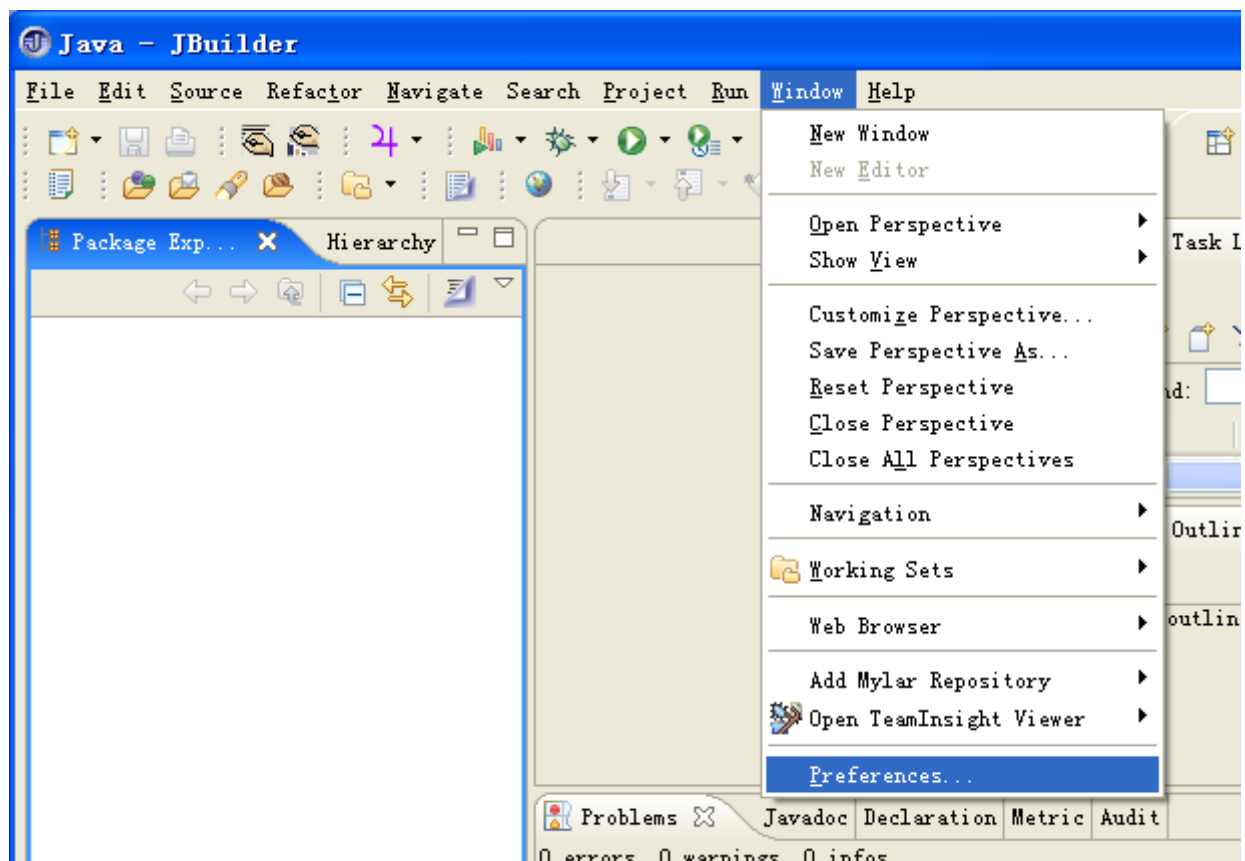 Java - JBuilder
File Edit Source Refactor Navigate Search Project Run Window Help
New Window
New Editor
Open Perspective
Show View
Customize Perspective...
Save Perspective As...
Reset Perspective
Close Perspective
Close All Perspectives
Navigation
Working Sets
Web Browser
Add Mylar Repository
Open TeamInsight Viewer
Preferences...
Package Exp... Hierarchy
Task L
nd:
Outlin
outlin
Problems Javadoc Declaration Metric Audit
0 errors, 0 warnings, 0 infos